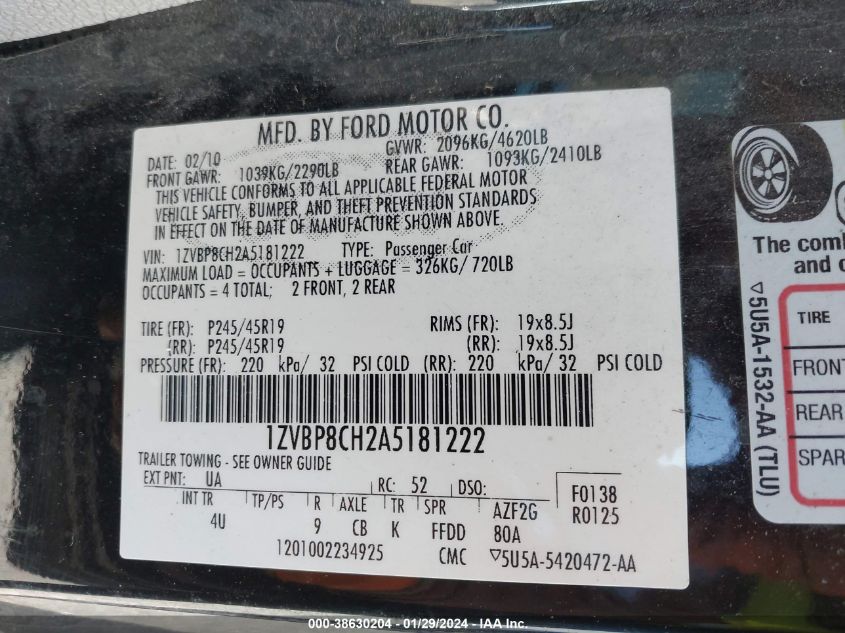 MFD. BY FORD MOTOR CO.
DATE: 02/10 GVWR: 2096KG/4620LB
FRONT GAWR: 1039KG/2290LB REAR GAWR: 1093KG/2410LB
THIS VEHICLE CONFORMS TO ALL APPLICABLE FEDERAL MOTOR
VEHICLE SAFETY, BUMPER, AND THEFT PREVENTION STANDARDS
IN EFFECT ON THE DATE OF MANUFACTURE SHOWN ABOVE.
VIN: 1ZVBP8CH2A5181222 TYPE: Passenger Car
MAXIMUM LOAD = OCCUPANTS + LUGGAGE = 326KG/720LB
OCCUPANTS = 4 TOTAL; 2 FRONT, 2 REAR
TIRE (FR): P245/45R19 RIMS (FR): 19x8.5J
(RR): P245/45R19 (RR): 19x8.5J
PRESSURE (FR): 220 kPa/ 32 PSI COLD (RR): 220 kPa/ 32 PSI COLD
1ZVBP8CH2A5181222
TRAILER TOWING - SEE OWNER GUIDE
EXT PNT: UA RC: 52 DSO: F0138
R0125
INT TR TP/PS R AXLE TR SPR AZF2G
4U 9 CB K FFDD 80A
1201002234925 CMC ▽5U5A-5420472-AA
The comb
and o
▽5U5A-1532-AA (TLU)
TIRE
FRONT
REAR
SPAR
000-38630204 - 01/29/2024 - IAA Inc.